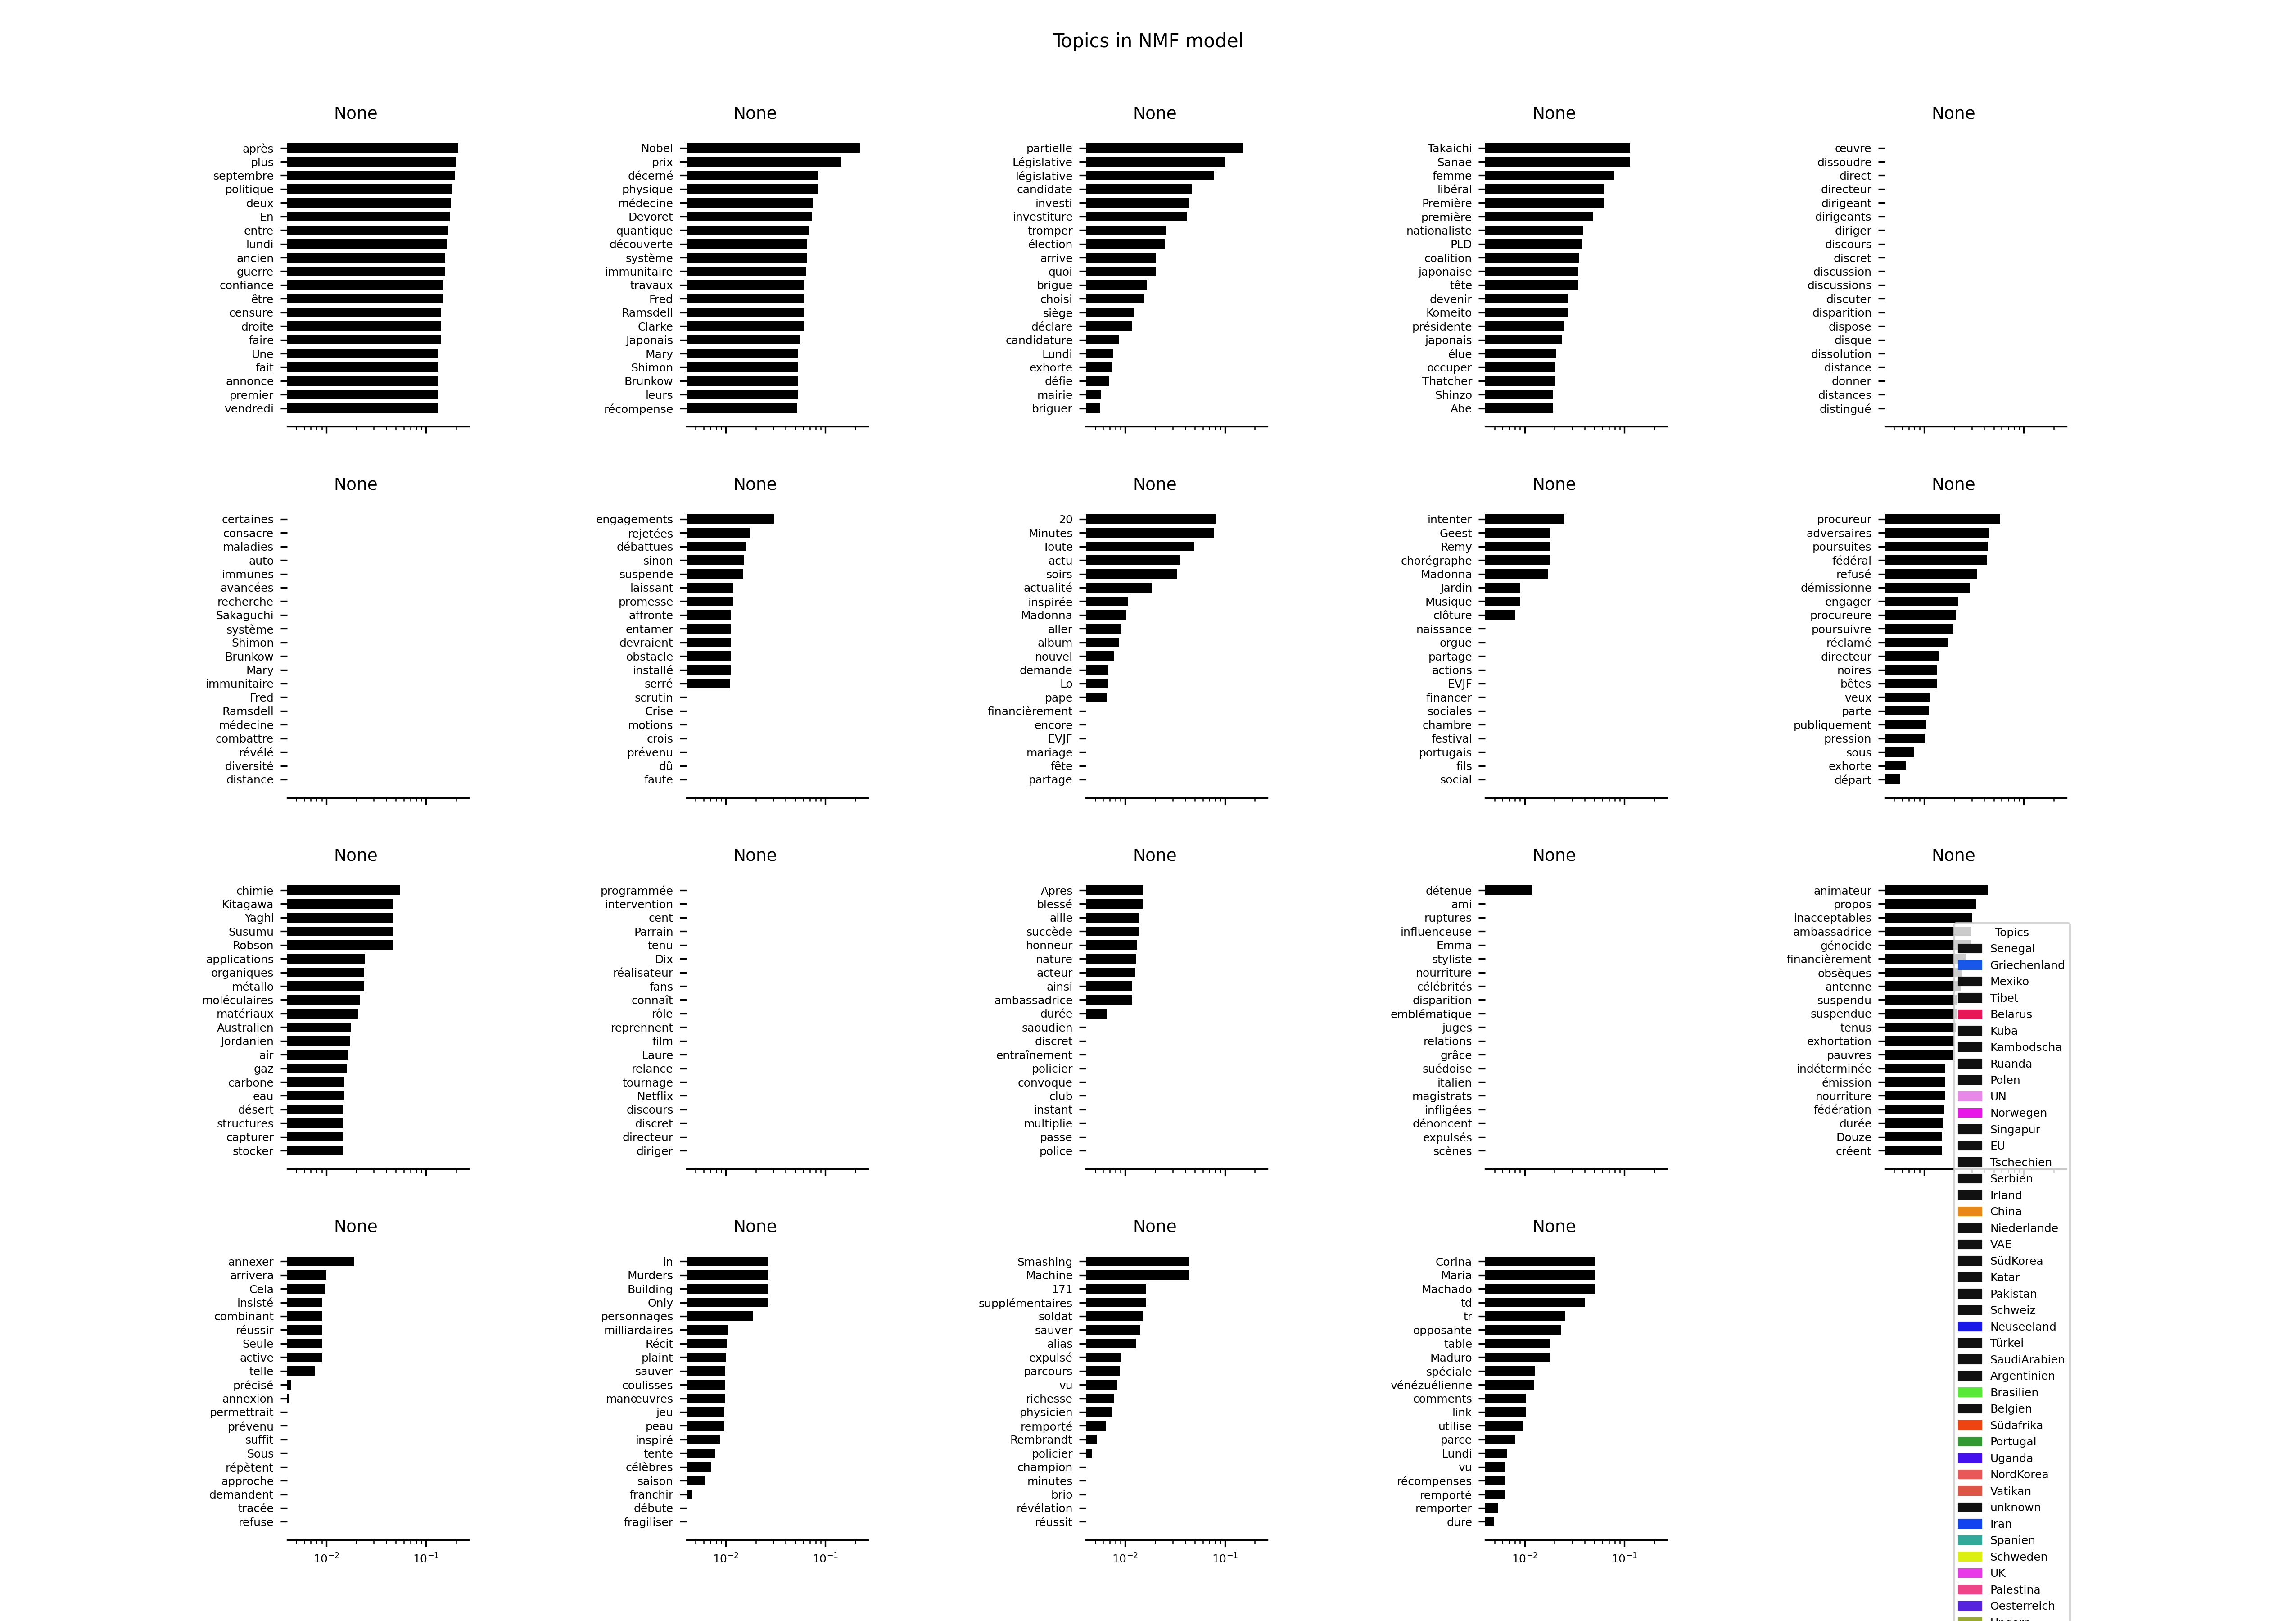 Topics in NMF model
None
après
plus
septembre
politique
deux
En
entre
lundi
ancien
guerre
confiance
être
censure
droite
faire
Une
fait
annonce
premier
vendredi
None
Nobel
prix
décerné
physique
médecine
Devoret
quantique
découverte
système
immunitaire
travaux
Fred
Ramsdell
Clarke
Japonais
Mary
Shimon
Brunkow
leurs
récompense
None
partielle
Législative
législative
candidate
investi
investiture
tromper
élection
arrive
quoi
brigue
choisi
siège
déclare
candidature
Lundi
exhorte
défie
mairie
briguer
None
Takaichi
Sanae
femme
libéral
Première
première
nationaliste
PLD
coalition
japonaise
tête
devenir
Komeito
présidente
japonais
élue
occuper
Thatcher
Shinzo
Abe
None
œuvre
dissoudre
direct
directeur
dirigeant
dirigeants
diriger
discours
discret
discussion
discussions
discuter
disparition
dispose
disque
dissolution
distance
donner
distances
distingué
None
certaines
consacre
maladies
auto
immunes
avancées
recherche
Sakaguchi
système
Shimon
Brunkow
Mary
immunitaire
Fred
Ramsdell
médecine
combattre
révélé
diversité
distance
None
engagements
rejetées
débattues
sinon
suspende
laissant
promesse
affronte
entamer
devraient
obstacle
installé
serré
scrutin
Crise
motions
crois
prévenu
dû
faute
None
20
Minutes
Toute
actu
soirs
actualité
inspirée
Madonna
aller
album
nouvel
demande
Lo
pape
financièrement
encore
EVJF
mariage
fête
partage
None
intenter
Geest
Remy
chorégraphe
Madonna
Jardin
Musique
clôture
naissance
orgue
partage
actions
EVJF
financer
sociales
chambre
festival
portugais
fils
social
None
procureur
adversaires
poursuites
fédéral
refusé
démissionne
engager
procureure
poursuivre
réclamé
directeur
noires
bêtes
veux
parte
publiquement
pression
sous
exhorte
départ
None
chimie
Kitagawa
Yaghi
Susumu
Robson
applications
organiques
métallo
moléculaires
matériaux
Australien
Jordanien
air
gaz
carbone
eau
désert
structures
capturer
stocker
None
programmée
intervention
cent
Parrain
tenu
Dix
réalisateur
fans
connaît
rôle
reprennent
film
Laure
relance
tournage
Netflix
discours
discret
directeur
diriger
None
Apres
blessé
aille
succède
honneur
nature
acteur
ainsi
ambassadrice
durée
saoudien
discret
entraînement
policier
convoque
club
instant
multiplie
passe
police
None
détenue
ami
ruptures
influenceuse
Emma
styliste
nourriture
célébrités
disparition
emblématique
juges
relations
grâce
suédoise
italien
magistrats
infligées
dénoncent
expulsés
scènes
None
animateur
propos
inacceptables
ambassadrice
génocide
financièrement
obsèques
antenne
suspendu
suspendue
tenus
exhortation
pauvres
indéterminée
émission
nourriture
fédération
durée
Douze
créent
None
annexer
arrivera
Cela
insisté
combinant
réussir
Seule
active
telle
précisé
annexion
permettrait
prévenu
suffit
Sous
répètent
approche
demandent
tracée
refuse
10⁻² 10⁻¹
None
in
Murders
Building
Only
personnages
milliardaires
Récit
plaint
sauver
coulisses
manœuvres
jeu
peau
inspiré
tente
célèbres
saison
franchir
débute
fragiliser
10⁻² 10⁻¹
None
Smashing
Machine
171
supplémentaires
soldat
sauver
alias
expulsé
parcours
vu
richesse
physicien
remporté
Rembrandt
policier
champion
minutes
brio
révélation
réussit
10⁻² 10⁻¹
None
Corina
Maria
Machado
td
tr
opposante
table
Maduro
spéciale
vénézuélienne
comments
link
utilise
parce
Lundi
vu
récompenses
remporté
remporter
dure
10⁻² 10⁻¹
Topics
Senegal
Griechenland
Mexiko
Tibet
Belarus
Kuba
Kambodscha
Ruanda
Polen
UN
Norwegen
Singapur
EU
Tschechien
Serbien
Irland
China
Niederlande
VAE
SüdKorea
Katar
Pakistan
Schweiz
Neuseeland
Türkei
SaudiArabien
Argentinien
Brasilien
Belgien
Südafrika
Portugal
Uganda
NordKorea
Vatikan
unknown
Iran
Spanien
Schweden
UK
Palestina
Oesterreich